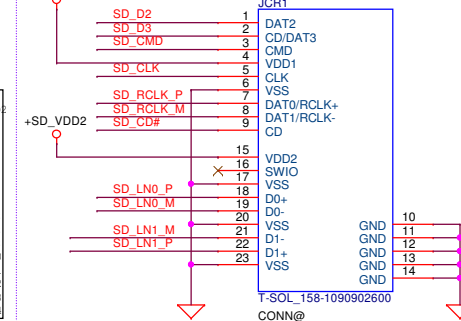 JCR1
SD_D2 1 DAT2
SD_D3 2 CD/DAT3
SD_CMD 3 CMD
4 VDD1
SD_CLK 5 CLK
6 VSS
SD_RCLK_P 7 DAT0/RCLK+
SD_RCLK_M 8 DAT1/RCLK-
SD_CD# 9 CD
+SD_VDD2
15 VDD2
16 SWIO
17 VSS
SD_LN0_P 18 D0+
SD_LN0_M 19 D0-
20 VSS GND 10
SD_LN1_M 21 D1- GND 11
SD_LN1_P 22 D1+ GND 12
23 VSS GND 13
GND 14
T-SOL_158-1090902600
CONN@